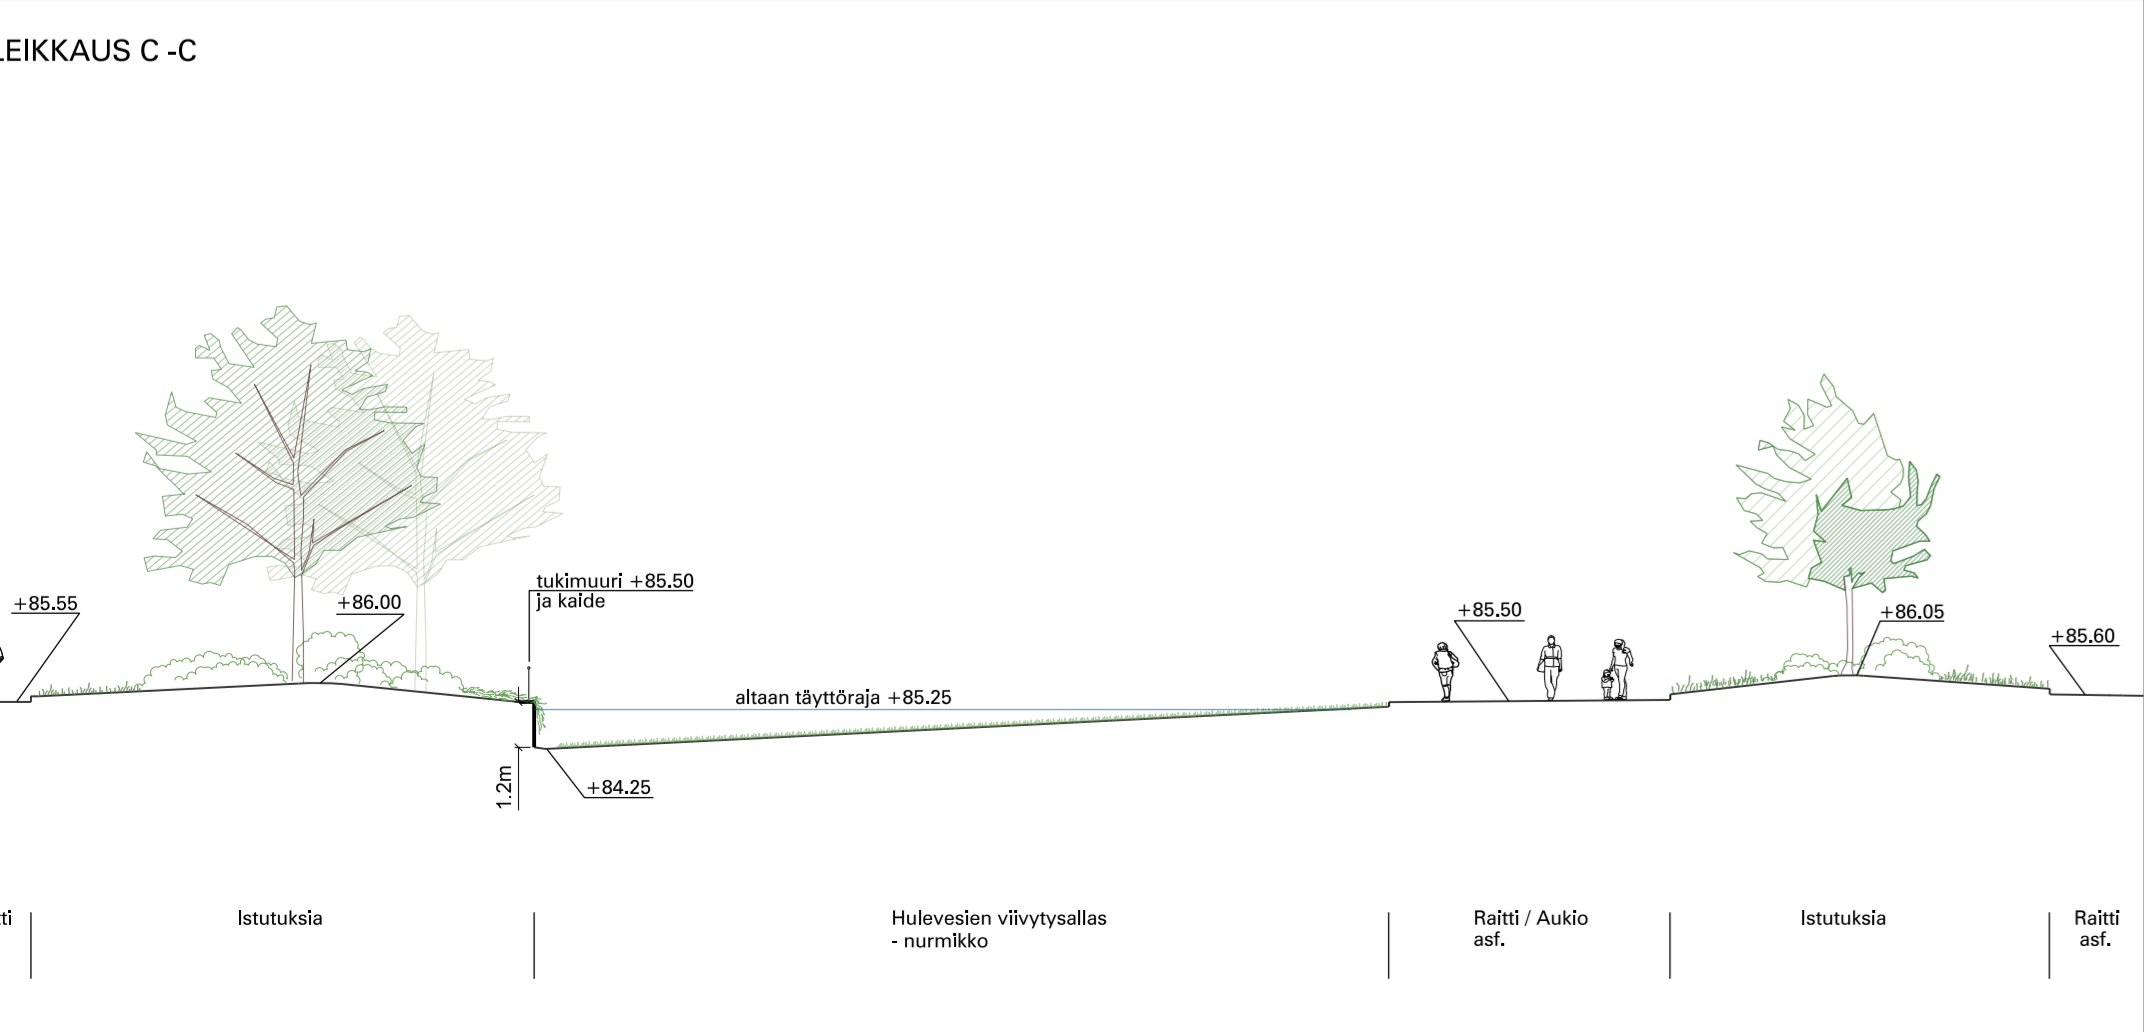 LEIKKAUS C -C
tukimuuri +85.50
ja kaide
+85.55
+86.00
+85.50
+86.05
+85.60
altaan täyttöraja +85.25
1.2m
+84.25
tti
Istutuksia
Hulevesien viivytysallas
- nurmikko
Raitti / Aukio
asf.
Istutuksia
Raitti
asf.